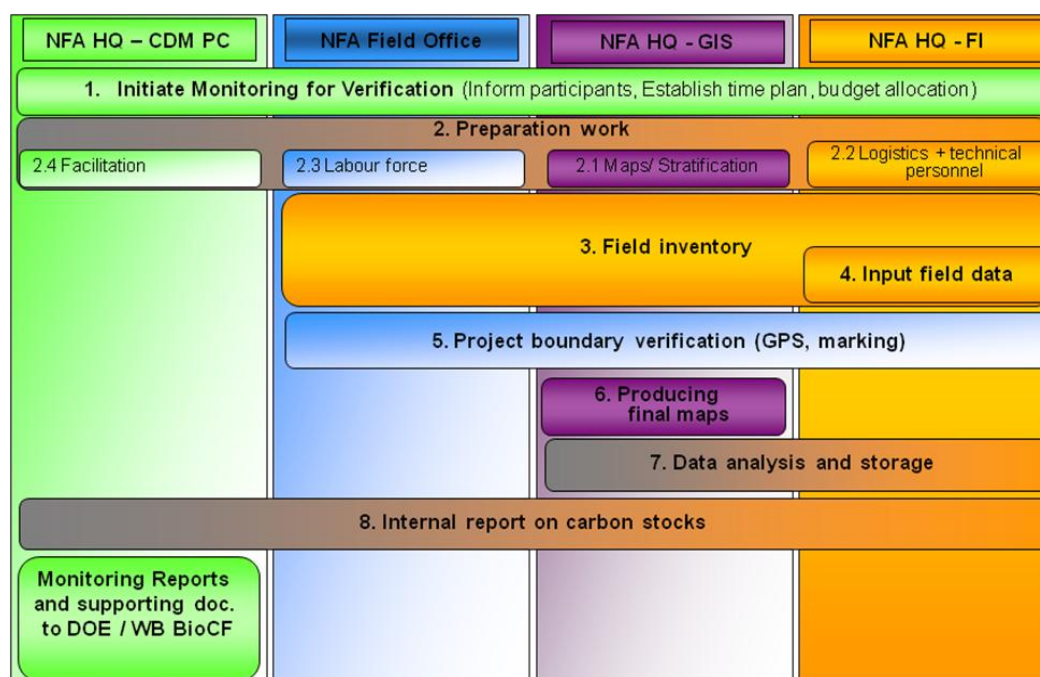 NFA HQ – CDM PC
NFA Field Office
NFA HQ - GIS
NFA HQ - FI
1. Initiate Monitoring for Verification (Inform participants, Establish time plan, budget allocation)
2. Preparation work
2.4 Facilitation
2.3 Labour force
2.1 Maps/ Stratification
2.2 Logistics + technical
personnel
3. Field inventory
4. Input field data
5. Project boundary verification (GPS, marking)
6. Producing
final maps
7. Data analysis and storage
8. Internal report on carbon stocks
Monitoring Reports
and supporting doc.
to DOE / WB BioCF